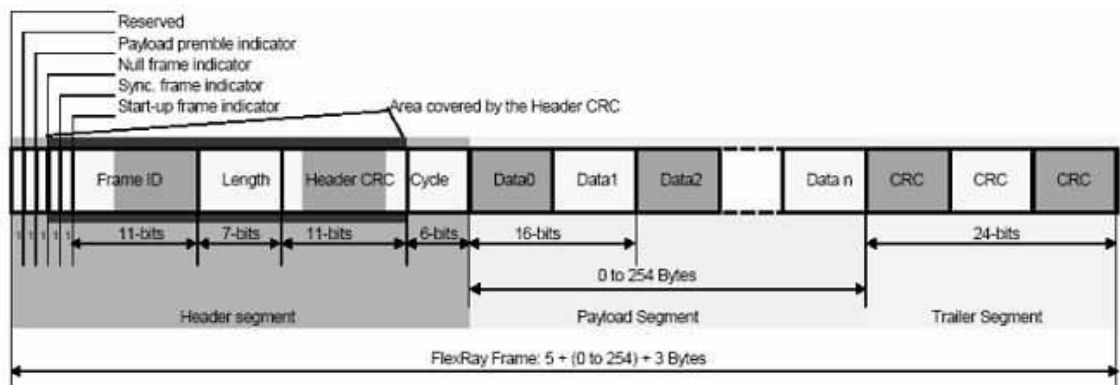 Reserved
Payload premble indicator
Null frame indicator
Sync. frame indicator
Start-up frame indicator
Area covered by the Header CRC
Frame ID Length Header CRC Cycle Data0 Data1 Data2 Data n CRC CRC CRC
1 1 1 1 1 11-bits 7-bits 11-bits 6-bits 16-bits 24-bits
0 to 254 Bytes
Header segment Payload Segment Trailer Segment
FlexRay Frame: 5 + (0 to 254) + 3 Bytes